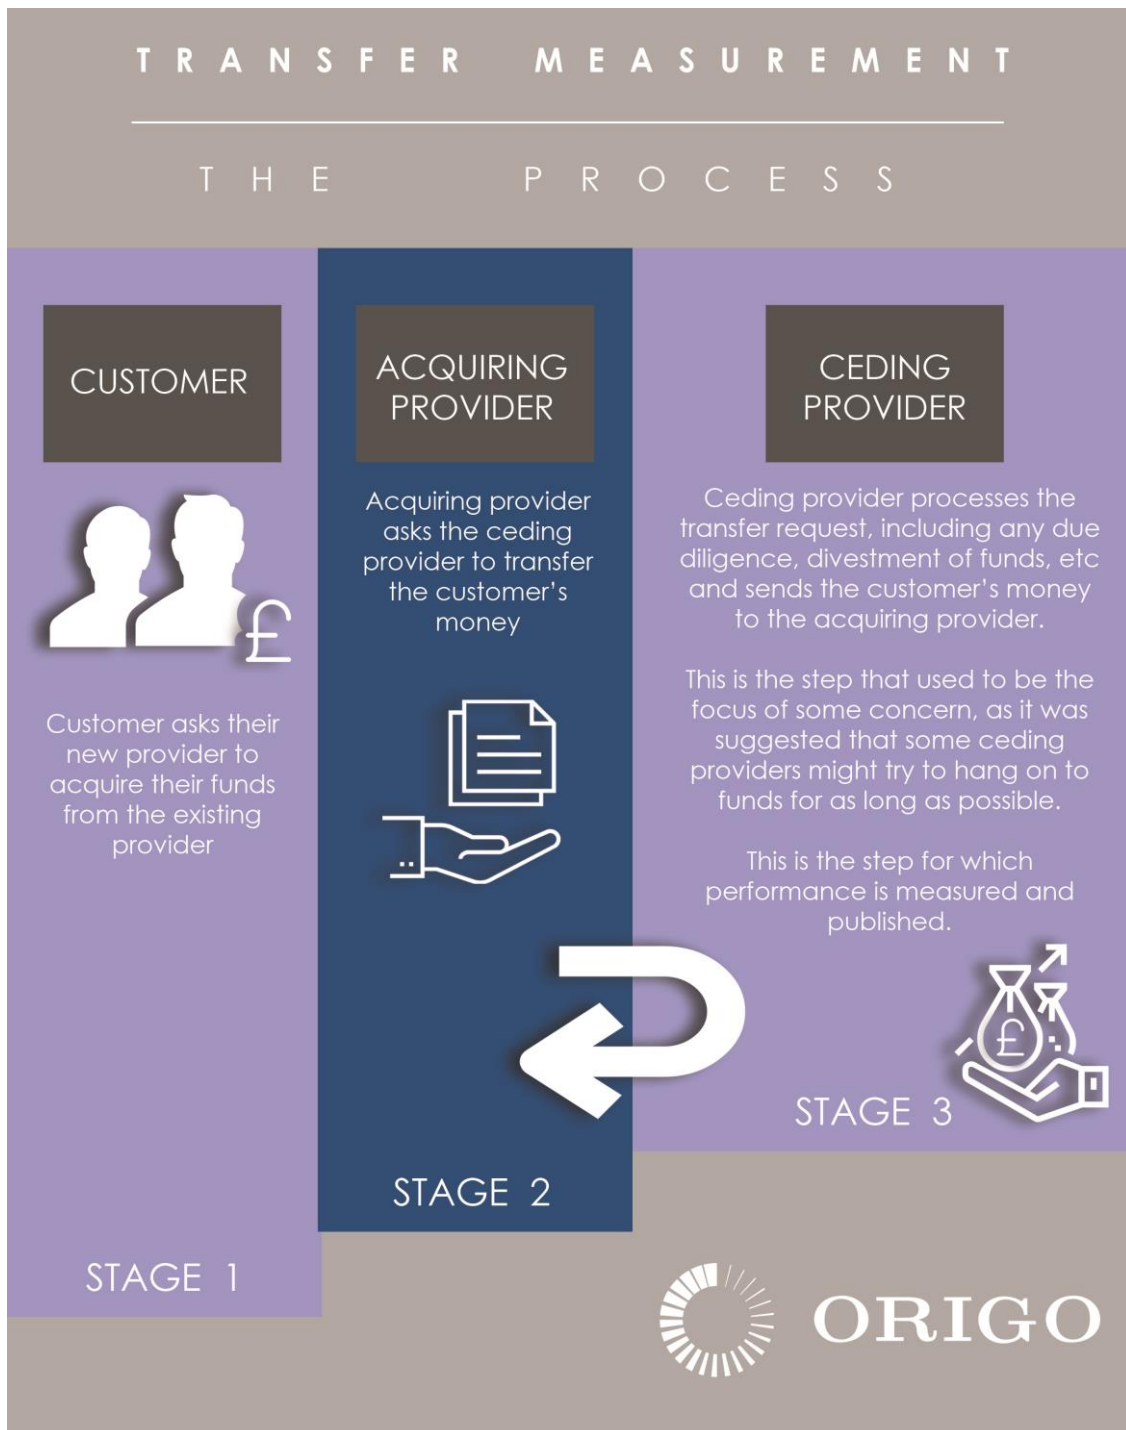 TRANSFER MEASUREMENT
THE PROCESS
CUSTOMER
£
Customer asks their
new provider to
acquire their funds
from the existing
provider
STAGE 1
ACQUIRING
PROVIDER
Acquiring provider
asks the ceding
provider to transfer
the customer's
money
STAGE 2
CEDING
PROVIDER
Ceding provider processes the
transfer request, including any due
diligence, divestment of funds, etc
and sends the customer's money
to the acquiring provider.
This is the step that used to be the
focus of some concern, as it was
suggested that some ceding
providers might try to hang on to
funds for as long as possible.
This is the step for which
performance is measured and
published.
£
STAGE 3
ORIGO